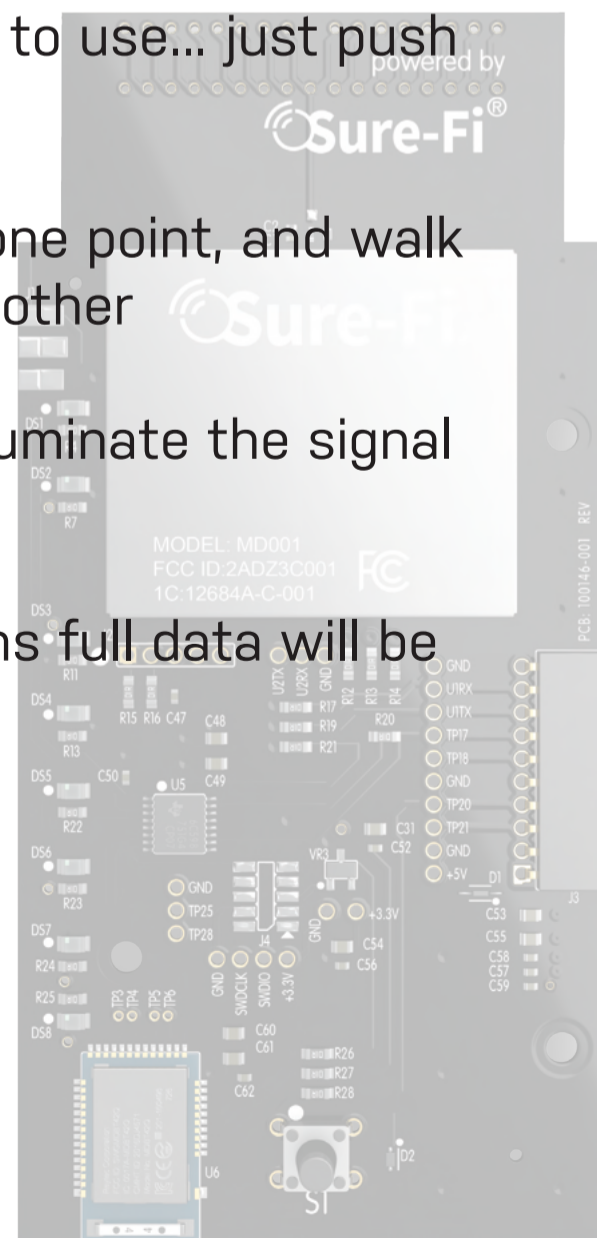 to use... just push
powered by
Sure-Fi®
one point, and walk
other
Sure-Fi
uminate the signal
MODEL: MD001
FCC ID:2ADZ3C001
1C:12684A-C-001
FC
ns full data will be
PCB: 100146-001 REV
DS1
DS2
R7
DS3
R11
DS4
R13
DS5
R22
DS6
R23
DS7
R24
R25
DS8
R15 R16 C47
C48
C49
C50
U5
U2TX
U2RX
GND
R12
R13
R14
R17
R19
R21
R20
GND
U1RX
U1TX
TP17
TP18
GND
TP20
TP21
GND
+5V
D1
J3
C31
C52
VR3
GND
+3.3V
C54
C56
C53
C55
C58
C57
C59
GND
TP25
TP28
J4
GND
SWDCLK
SWDIO
+3.3V
TP3
TP4
TP5
TP6
C60
C61
C62
R26
R27
R28
U6
S1
D2